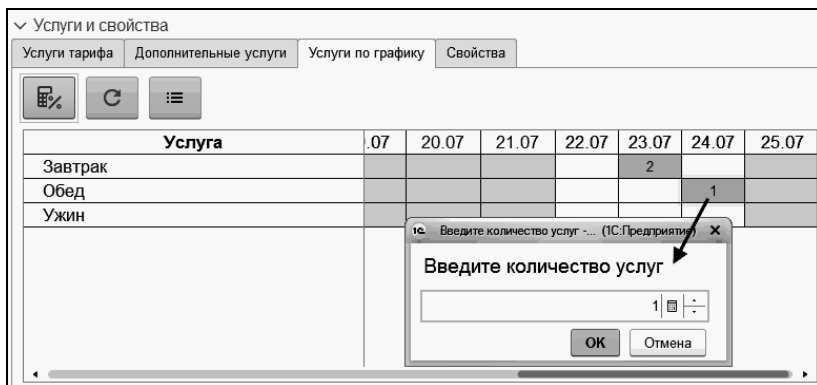 Услуги и свойства
Услуги тарифа Дополнительные услуги Услуги по графику Свойства
Услуга .07 20.07 21.07 22.07 23.07 24.07 25.07
Завтрак 2
Обед 1
Ужин
1С Введите количество услуг -... (1С:Предприятие) X
Введите количество услуг
1
ОК Отмена